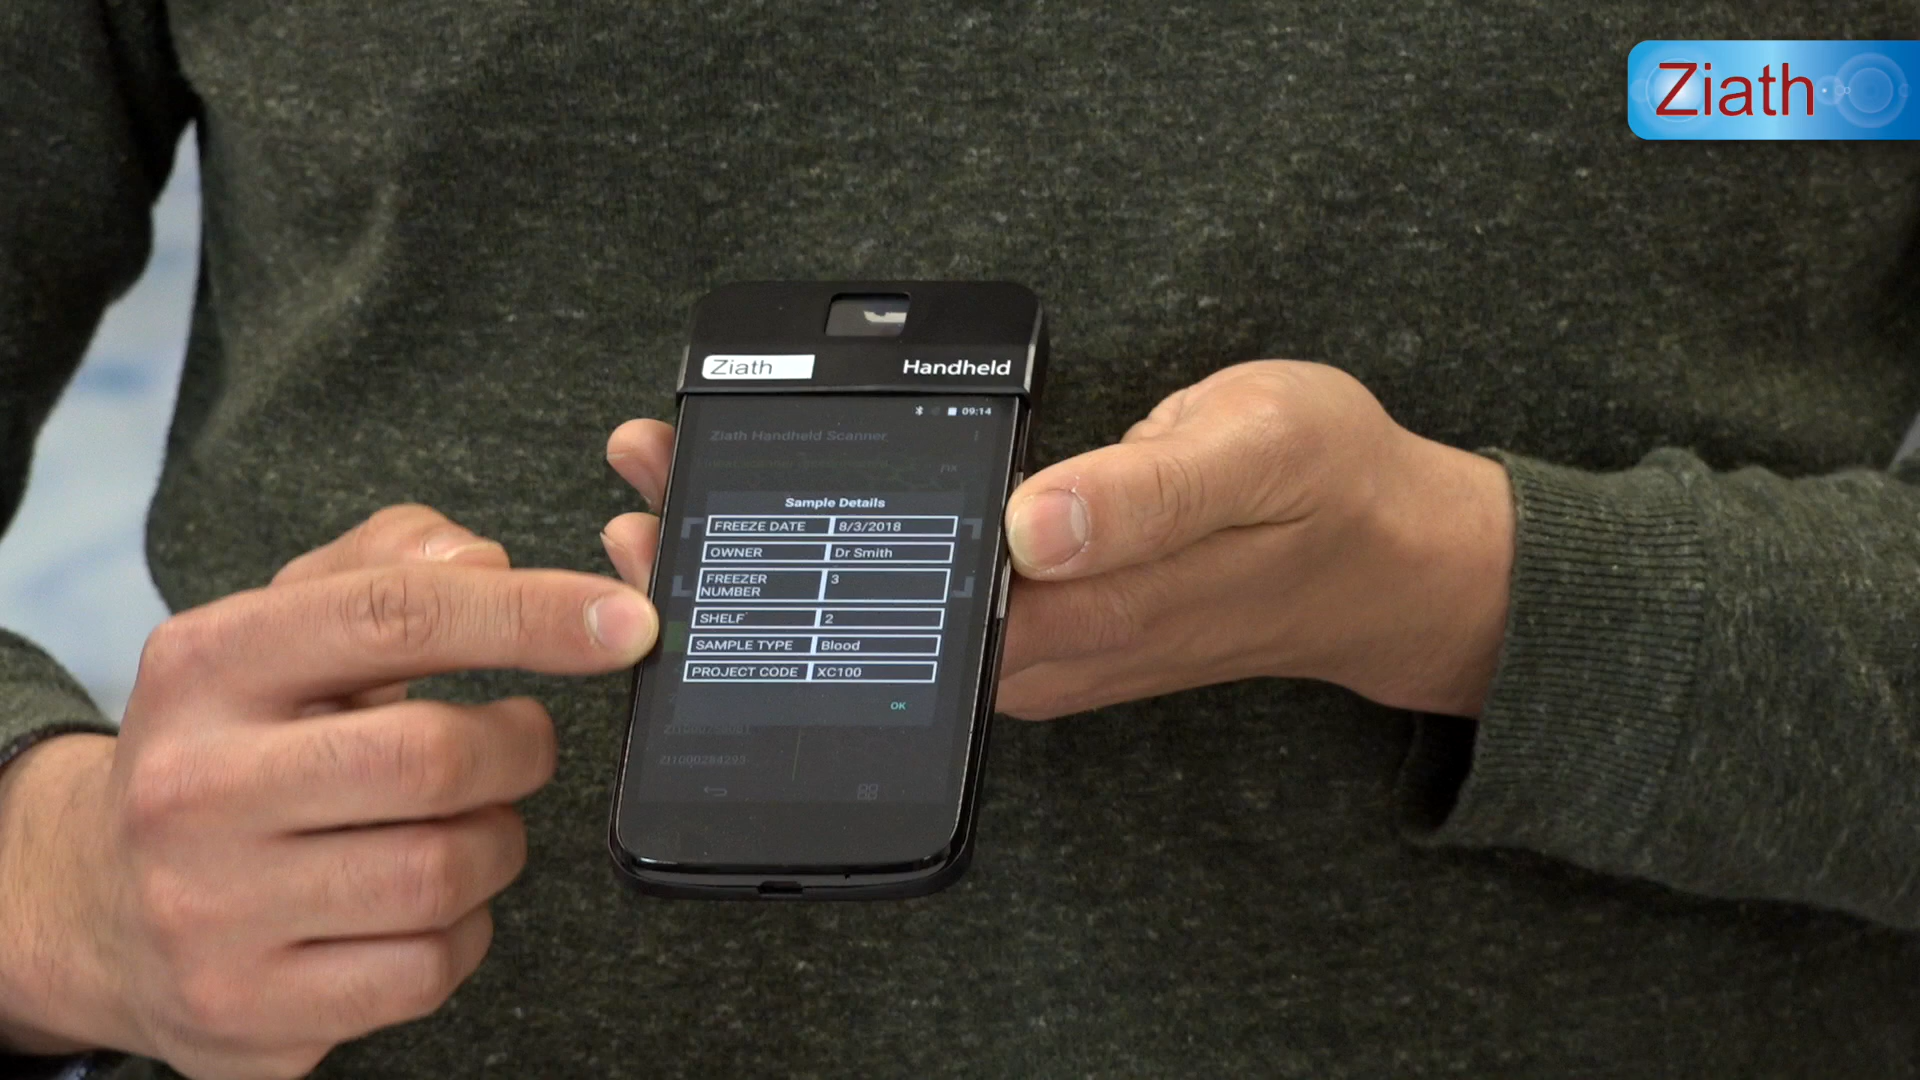 Ziath
Ziath Handheld
09:14
Ziath Handheld Scanner
FIX
Sample Details
FREEZE DATE 8/3/2018
OWNER Dr Smith
FREEZER NUMBER 3
SHELF 2
SAMPLE TYPE Blood
PROJECT CODE XC100
OK